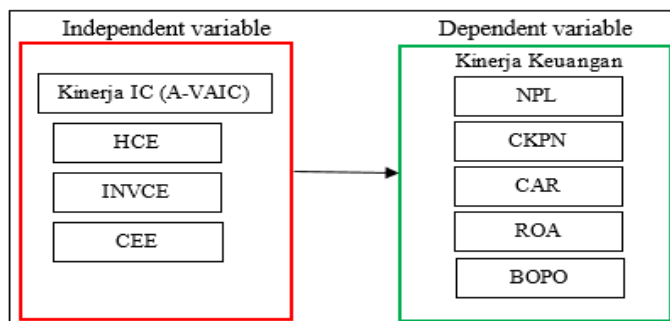 Independent variable
Kinerja IC (A-VAIC)
HCE
INVCE
CEE
Dependent variable
Kinerja Keuangan
NPL
CKPN
CAR
ROA
BOPO